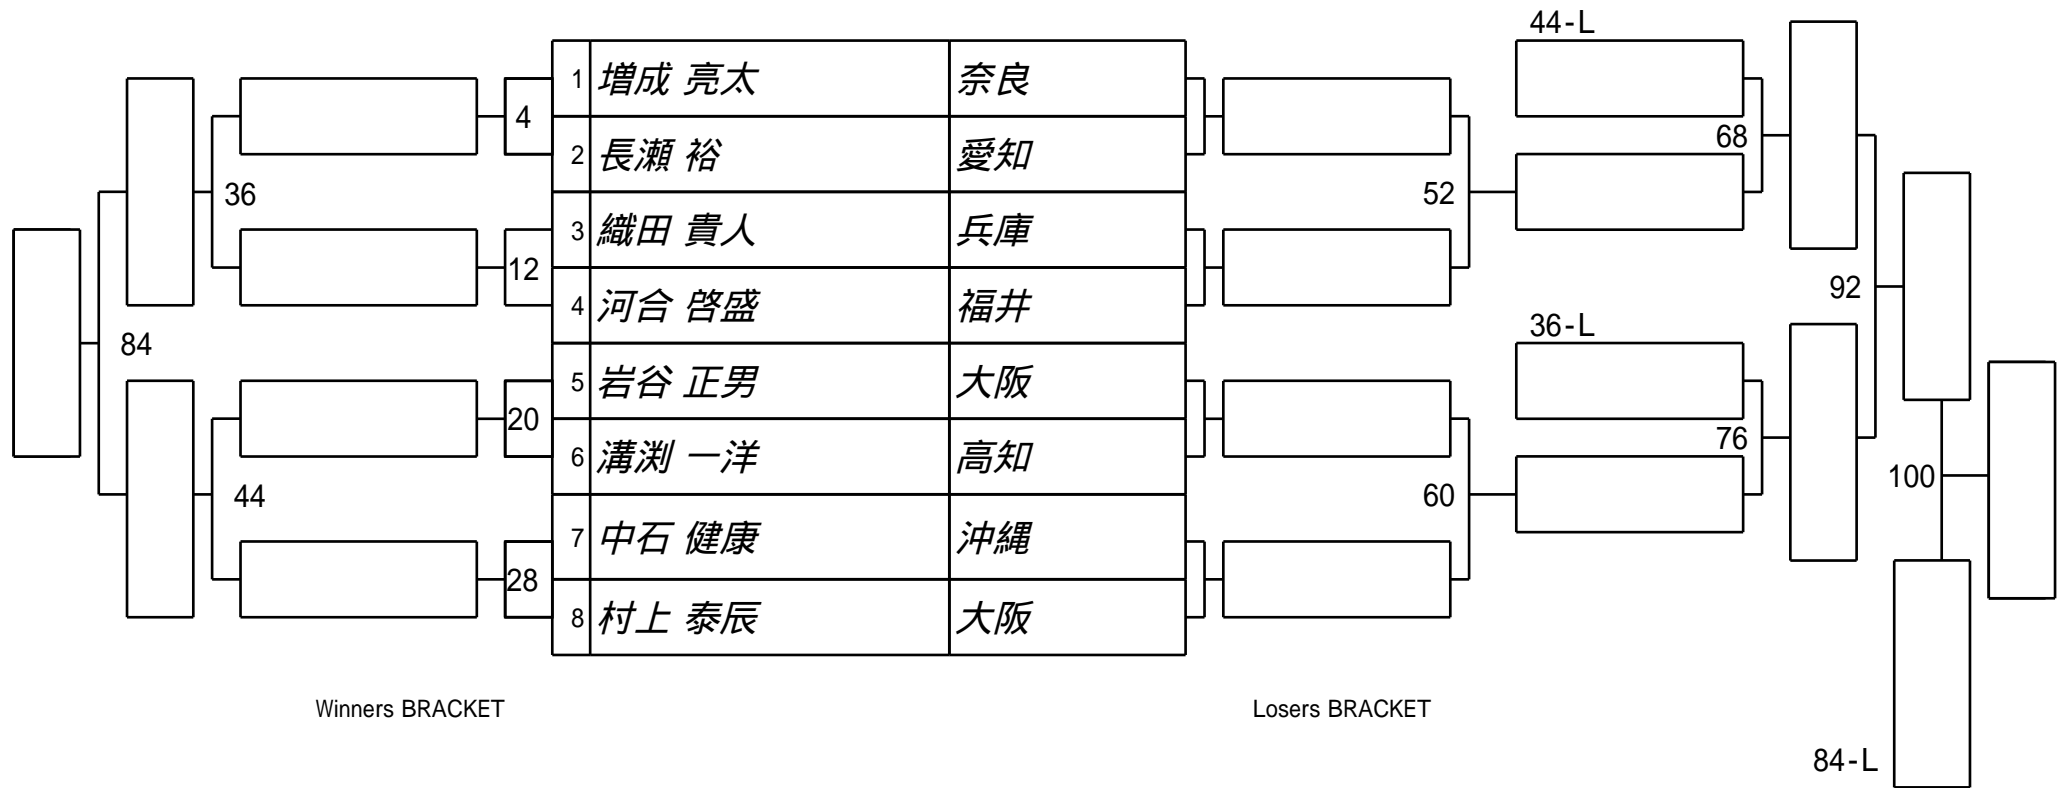 44-L
1 増成 亮太 奈良
4
68
2 長瀬 裕 愛知
36
52
3 織田 貴人 兵庫
12
92
4 河合 啓盛 福井
36-L
84
5 岩谷 正男 大阪
20
76
6 溝渕 一洋 高知
100
44
60
7 中石 健康 沖縄
28
8 村上 泰辰 大阪
Winners BRACKET
Losers BRACKET
84-L